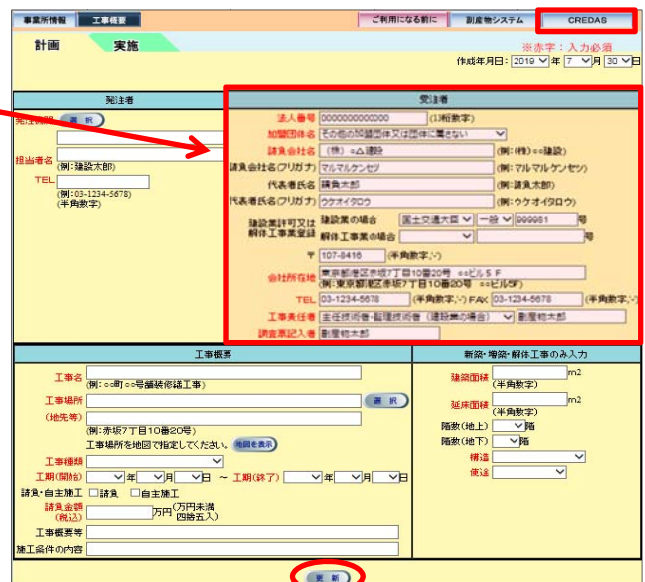 事業所情報 工事概要 ご利用になる前に 副産物システム CREDAS
計画 実施
※赤字：入力必須
作成年月日: 2019 年 7 月 30 日
発注者
選 択
担当者名
(例:建設太郎)
TEL
(例:03-1234-5678)
(半角数字)
受注者
法人番号 0000000000000 (13桁数字)
加盟団体名 その他の加盟団体又は団体に属さない
請負会社名 (株) ○△建設 (例:(株)○○建設)
請負会社名(フリガナ) マルマルケンセツ (例:マルマルケンセツ)
代表者氏名 請負太郎 (例:請負太郎)
代表者氏名(フリガナ) ウケオイタロウ (例:ウケオイタロウ)
建設業許可又は
解体工事業登録
建設業の場合 国土交通大臣 一般 999981 号
解体工事業の場合 号
〒 107-8416 (半角数字、-)
会社所在地 東京都港区赤坂7丁目10番20号 ○○ビル５Ｆ
(例:東京都港区赤坂7丁目10番20号 ○○ビル5F)
TEL 03-1234-5678 (半角数字、-) FAX 03-1234-5678 (半角数字、-)
工事責任者 主任技術者・監理技術者 (建設業の場合) 副産物太郎
調査票記入者 副産物太郎
工事概要
工事名
(例:○○町○○号舗装修繕工事)
工事場所 選 択
(地先等)
(例:赤坂7丁目10番20号)
工事場所を地図で指定してください。 地図を表示
工事種類
工期(開始) 年 月 日 ～ 工期(終了) 年 月 日
請負・自主施工 □請負 □自主施工
請負金額
(税込)
万円 (万円未満
四捨五入)
工事概要等
施工条件の内容
新築・増築・解体工事のみ入力
建築面積 m2
(半角数字)
延床面積 m2
(半角数字)
階数(地上) 階
階数(地下) 階
構造
使途
更 新